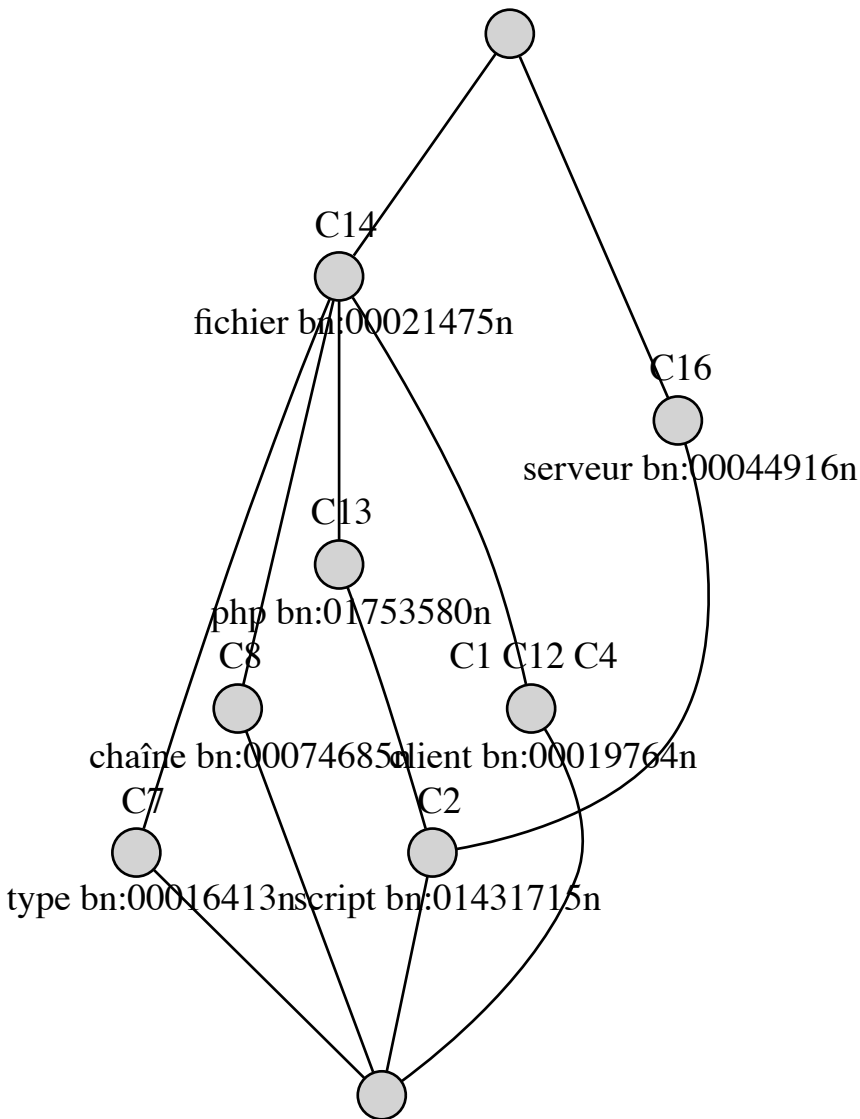 C14
fichier bn:00021475n
C16
serveur bn:00044916n
C13
php bn:01753580n
C8
C1 C12 C4
chaîne bn:00074685n
client bn:00019764n
C7
C2
type bn:00016413n
script bn:01431715n